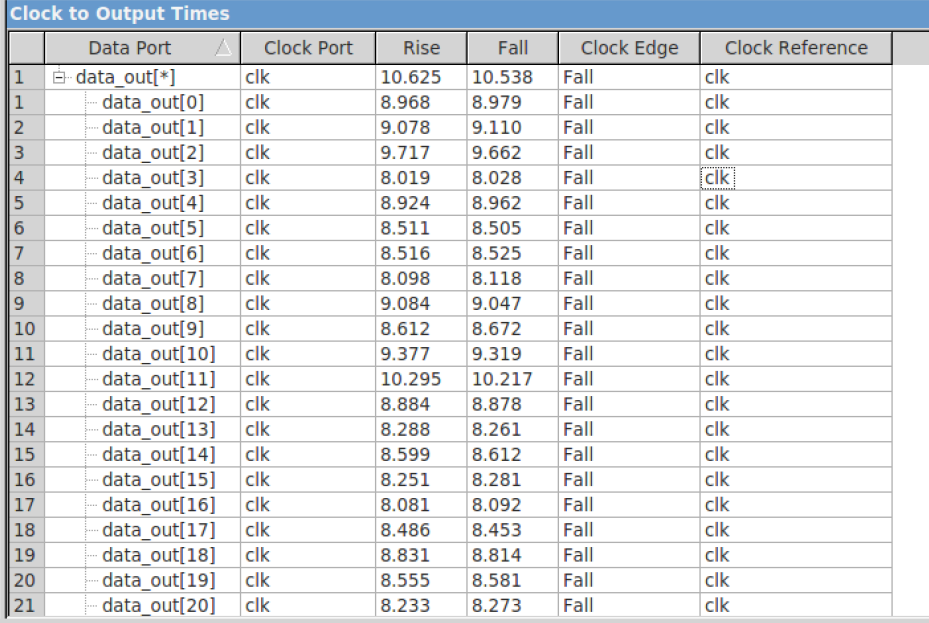 Clock to Output Times
Data Port Clock Port Rise Fall Clock Edge Clock Reference
1 data_out[*] clk 10.625 10.538 Fall clk
1 data_out[0] clk 8.968 8.979 Fall clk
2 data_out[1] clk 9.078 9.110 Fall clk
3 data_out[2] clk 9.717 9.662 Fall clk
4 data_out[3] clk 8.019 8.028 Fall clk
5 data_out[4] clk 8.924 8.962 Fall clk
6 data_out[5] clk 8.511 8.505 Fall clk
7 data_out[6] clk 8.516 8.525 Fall clk
8 data_out[7] clk 8.098 8.118 Fall clk
9 data_out[8] clk 9.084 9.047 Fall clk
10 data_out[9] clk 8.612 8.672 Fall clk
11 data_out[10] clk 9.377 9.319 Fall clk
12 data_out[11] clk 10.295 10.217 Fall clk
13 data_out[12] clk 8.884 8.878 Fall clk
14 data_out[13] clk 8.288 8.261 Fall clk
15 data_out[14] clk 8.599 8.612 Fall clk
16 data_out[15] clk 8.251 8.281 Fall clk
17 data_out[16] clk 8.081 8.092 Fall clk
18 data_out[17] clk 8.486 8.453 Fall clk
19 data_out[18] clk 8.831 8.814 Fall clk
20 data_out[19] clk 8.555 8.581 Fall clk
21 data_out[20] clk 8.233 8.273 Fall clk